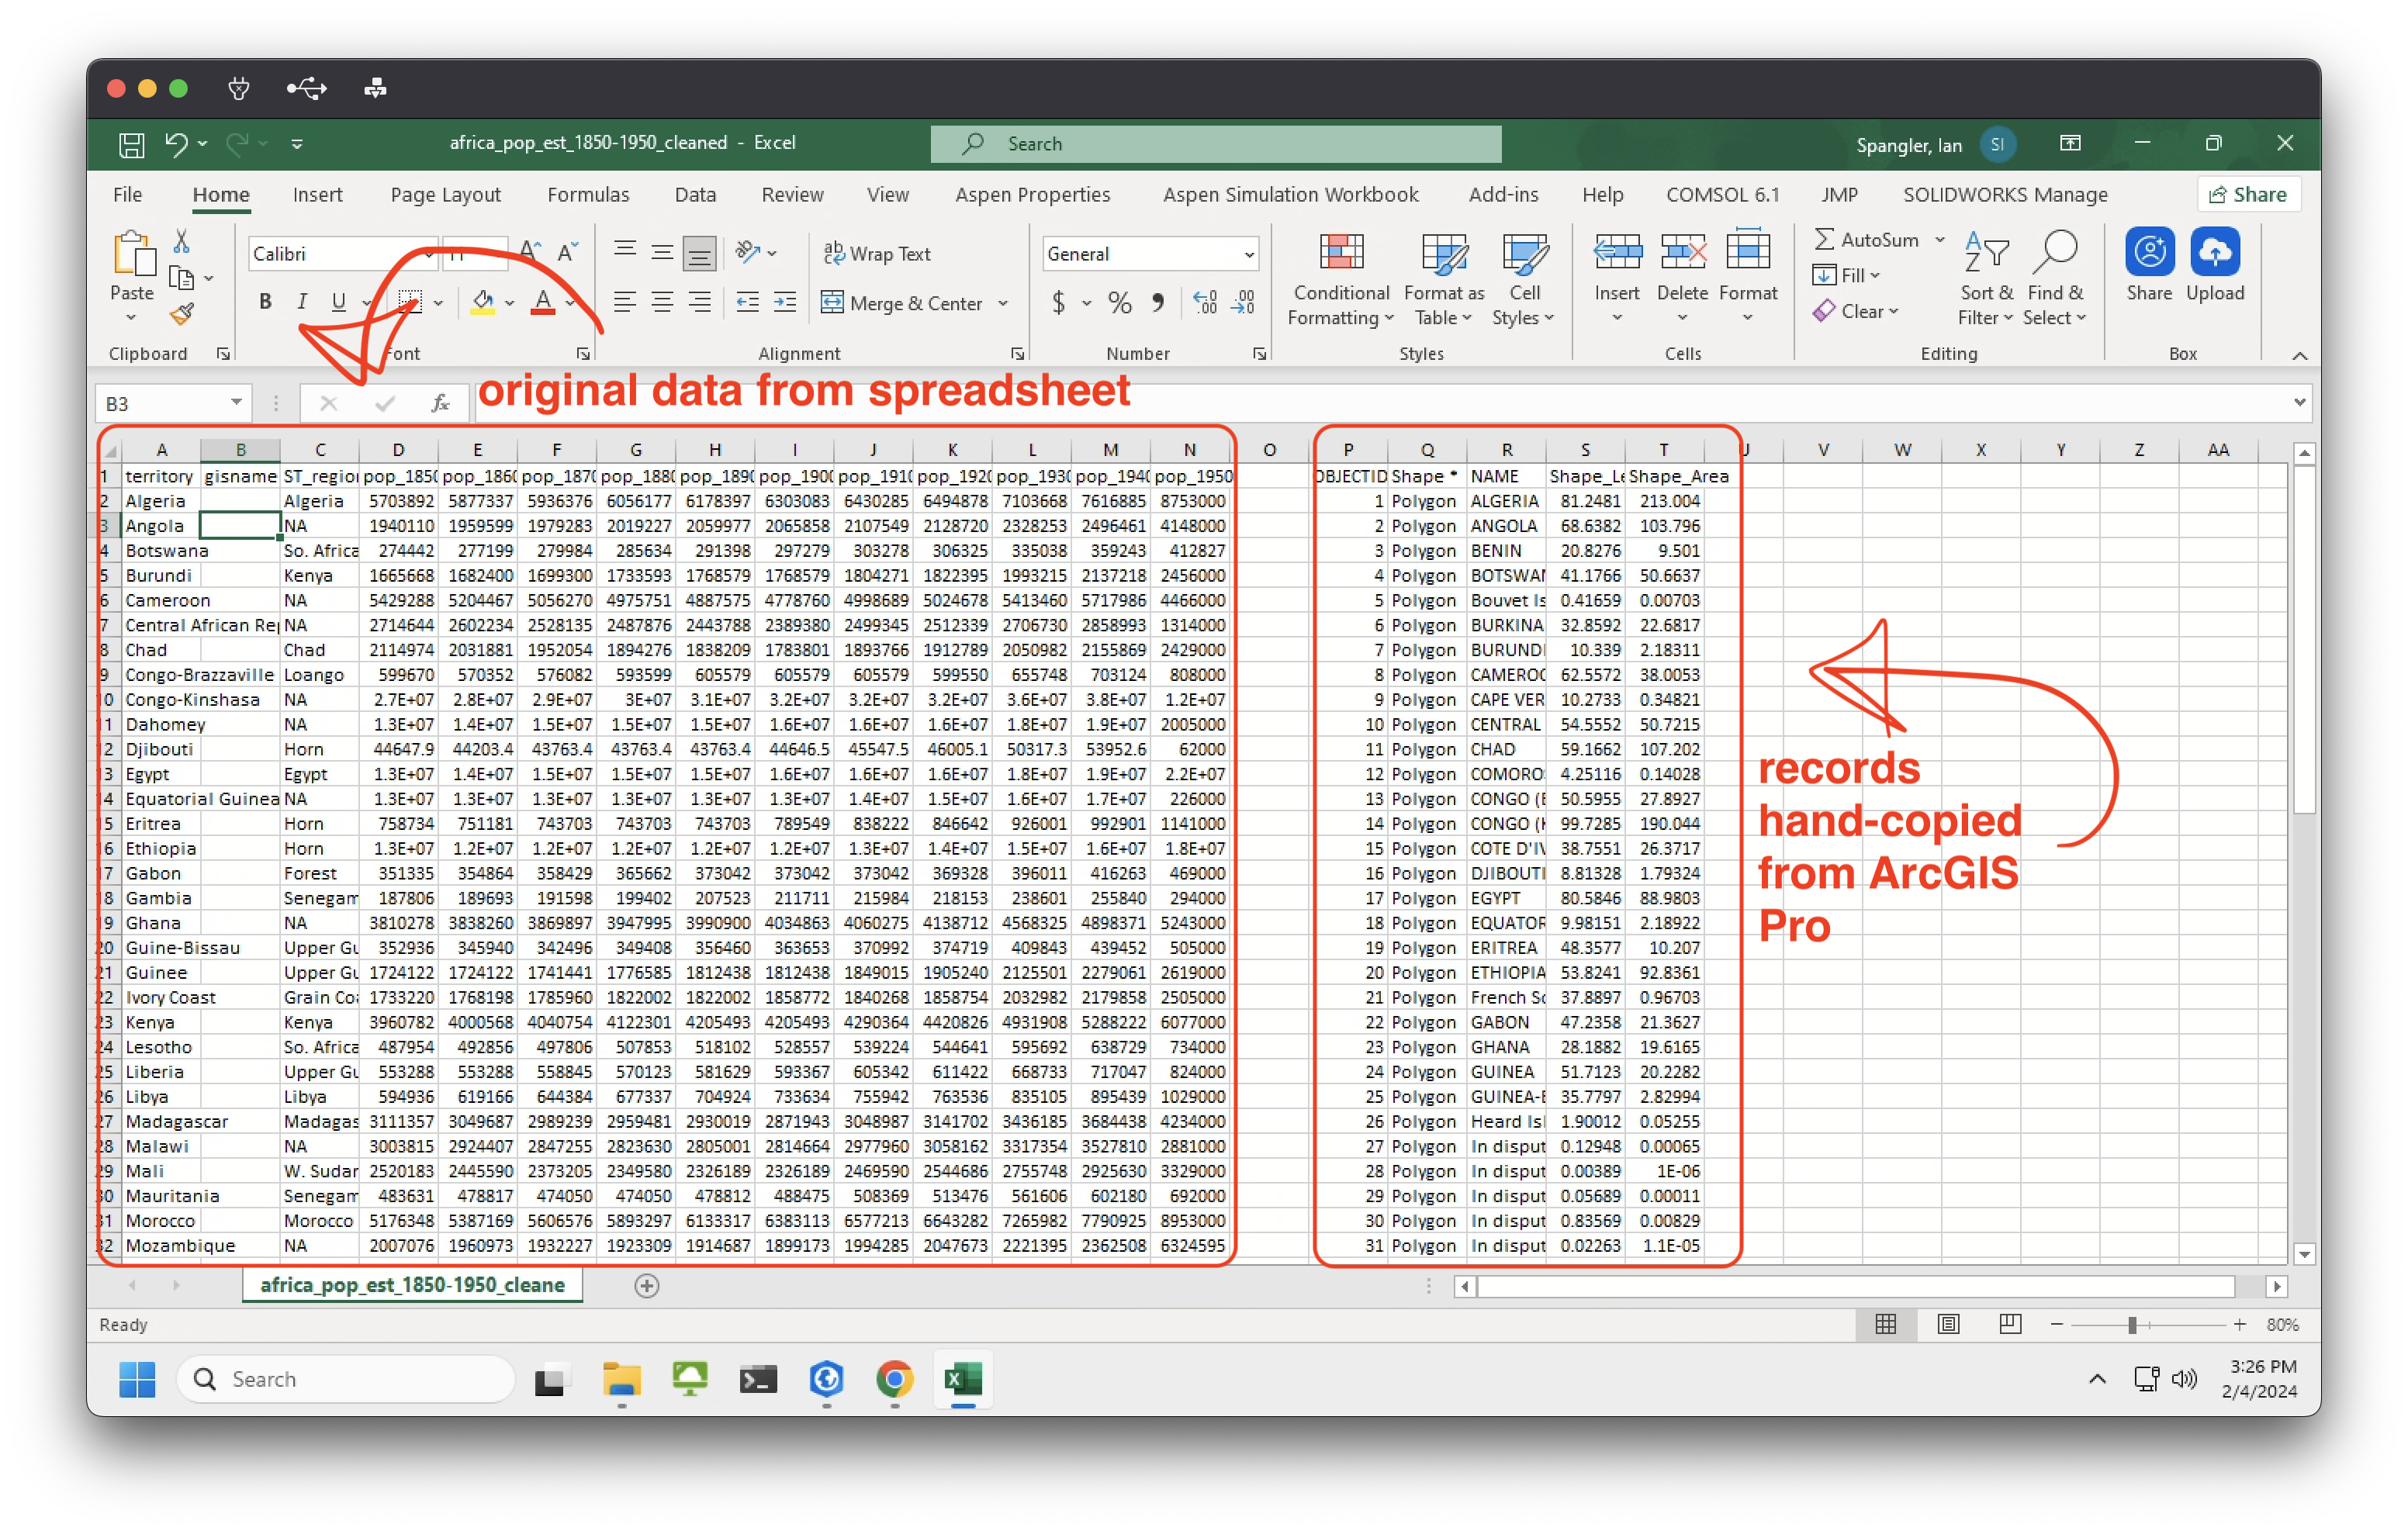 africa_pop_est_1850-1950_cleaned - Excel
Search
Spangler, Ian
SI
File Home Insert Page Layout Formulas Data Review View Aspen Properties Aspen Simulation Workbook Add-ins Help COMSOL 6.1 JMP SOLIDWORKS Manage Share
Calibri
Wrap Text
General
AutoSum
Paste
B I U
Merge & Center
$ % 9
Conditional Formatting
Format as Table
Cell Styles
Insert Delete Format
Fill
Clear
Sort & Filter
Find & Select
Share Upload
Clipboard Font Alignment Number Styles Cells Editing Box
B3
fx
original data from spreadsheet
A B C D E F G H I J K L M N O P Q R S T U V W X Y Z AA
1 territory gisname ST_region pop_1850 pop_1860 pop_1870 pop_1880 pop_1890 pop_1900 pop_1910 pop_1920 pop_1930 pop_1940 pop_1950 OBJECTID Shape * NAME Shape_Le Shape_Area
2 Algeria Algeria 5703892 5877337 5936376 6056177 6178397 6303083 6430285 6494878 7103668 7616885 8753000 1 Polygon ALGERIA 81.2481 213.004
3 Angola NA 1940110 1959599 1979283 2019227 2059977 2065858 2107549 2128720 2328253 2496461 4148000 2 Polygon ANGOLA 68.6382 103.796
4 Botswana So. Africa 274442 277199 279984 285634 291398 297279 303278 306325 335038 359243 412827 3 Polygon BENIN 20.8276 9.501
5 Burundi Kenya 1665668 1682400 1699300 1733593 1768579 1768579 1804271 1822395 1993215 2137218 2456000 4 Polygon BOTSWAN 41.1766 50.6637
6 Cameroon NA 5429288 5204467 5056270 4975751 4887575 4778760 4998689 5024678 5413460 5717986 4466000 5 Polygon Bouvet Is 0.41659 0.00703
7 Central African Rep NA 2714644 2602234 2528135 2487876 2443788 2389380 2499345 2512339 2706730 2858993 1314000 6 Polygon BURKINA 32.8592 22.6817
8 Chad Chad 2114974 2031881 1952054 1894276 1838209 1783801 1893766 1912789 2050982 2155869 2429000 7 Polygon BURUNDI 10.339 2.18311
9 Congo-Brazzaville Loango 599670 570352 576082 593599 605579 605579 605579 599550 655748 703124 808000 8 Polygon CAMEROO 62.5572 38.0053
10 Congo-Kinshasa NA 2.7E+07 2.8E+07 2.9E+07 3E+07 3.1E+07 3.2E+07 3.2E+07 3.2E+07 3.6E+07 3.8E+07 1.2E+07 9 Polygon CAPE VER 10.2733 0.34821
11 Dahomey NA 1.3E+07 1.4E+07 1.5E+07 1.5E+07 1.5E+07 1.6E+07 1.6E+07 1.6E+07 1.8E+07 1.9E+07 2005000 10 Polygon CENTRAL 54.5552 50.7215
12 Djibouti Horn 44647.9 44203.4 43763.4 43763.4 43763.4 44646.5 45547.5 46005.1 50317.3 53952.6 62000 11 Polygon CHAD 59.1662 107.202
13 Egypt Egypt 1.3E+07 1.4E+07 1.5E+07 1.5E+07 1.5E+07 1.6E+07 1.6E+07 1.6E+07 1.8E+07 1.9E+07 2.2E+07 12 Polygon COMOROS 4.25116 0.14028
14 Equatorial Guinea NA 1.3E+07 1.3E+07 1.3E+07 1.3E+07 1.3E+07 1.3E+07 1.4E+07 1.5E+07 1.6E+07 1.7E+07 226000 13 Polygon CONGO (B 50.5955 27.8927
15 Eritrea Horn 758734 751181 743703 743703 743703 789549 838222 846642 926001 992901 1141000 14 Polygon CONGO (K 99.7285 190.044
16 Ethiopia Horn 1.3E+07 1.2E+07 1.2E+07 1.2E+07 1.2E+07 1.3E+07 1.4E+07 1.5E+07 1.6E+07 1.8E+07 15 Polygon COTE D'IV 38.7551 26.3717
17 Gabon Forest 351335 354864 358429 365662 373042 373042 373042 369328 396011 416263 469000 16 Polygon DJIBOUTI 8.81328 1.79324
18 Gambia Senegam 187806 189693 191598 199402 207523 211711 215984 218153 238601 255840 294000 17 Polygon EGYPT 80.5846 88.9803
19 Ghana NA 3810278 3838260 3869897 3947995 3990900 4034863 4060275 4138712 4568325 4898371 5243000 18 Polygon EQUATOR 9.98151 2.18922
20 Guine-Bissau Upper Gu 352936 345940 342496 349408 356460 363653 370992 374719 409843 439452 505000 19 Polygon ERITREA 48.3577 10.207
21 Guinee Upper Gu 1724122 1724122 1741441 1776585 1812438 1812438 1849015 1905240 2125501 2279061 2619000 20 Polygon ETHIOPIA 53.8241 92.8361
22 Ivory Coast Grain Coa 1733220 1768198 1785960 1822002 1822002 1858772 1840268 1858754 2032982 2179858 2505000 21 Polygon French So 37.8897 0.96703
23 Kenya Kenya 3960782 4000568 4040754 4122301 4205493 4205493 4290364 4420826 4931908 5288222 6077000 22 Polygon GABON 47.2358 21.3627
24 Lesotho So. Africa 487954 492856 497806 507853 518102 528557 539224 544641 595692 638729 734000 23 Polygon GHANA 28.1882 19.6165
25 Liberia Upper Gu 553288 553288 558845 570123 581629 593367 605342 611422 668733 717047 824000 24 Polygon GUINEA 51.7123 20.2282
26 Libya Libya 594936 619166 644384 677337 704924 733634 755942 763536 835105 895439 1029000 25 Polygon GUINEA-B 35.7797 2.82994
27 Madagascar Madagas 3111357 3049687 2989239 2959481 2930019 2871943 3048987 3141702 3436185 3684438 4234000 26 Polygon Heard Isl 1.90012 0.05255
28 Malawi NA 3003815 2924407 2847255 2823630 2805001 2814664 2977960 3058162 3317354 3527810 2881000 27 Polygon In disput 0.12948 0.00065
29 Mali W. Sudan 2520183 2445590 2373205 2349580 2326189 2326189 2469590 2544686 2755748 2925630 3329000 28 Polygon In disput 0.00389 1E-06
30 Mauritania Senegam 483631 478817 474050 474050 478812 488475 508369 513476 561606 602180 692000 29 Polygon In disput 0.05689 0.00011
31 Morocco Morocco 5176348 5387169 5606576 5893297 6133317 6383113 6577213 6643282 7265982 7790925 8953000 30 Polygon In disput 0.83569 0.00829
32 Mozambique NA 2007076 1960973 1932227 1923309 1914687 1899173 1994285 2047673 2221395 2362508 6324595 31 Polygon In disput 0.02263 1.1E-05
records
hand-copied
from ArcGIS
Pro
africa_pop_est_1850-1950_cleane
Ready
80%
Search
3:26 PM
2/4/2024